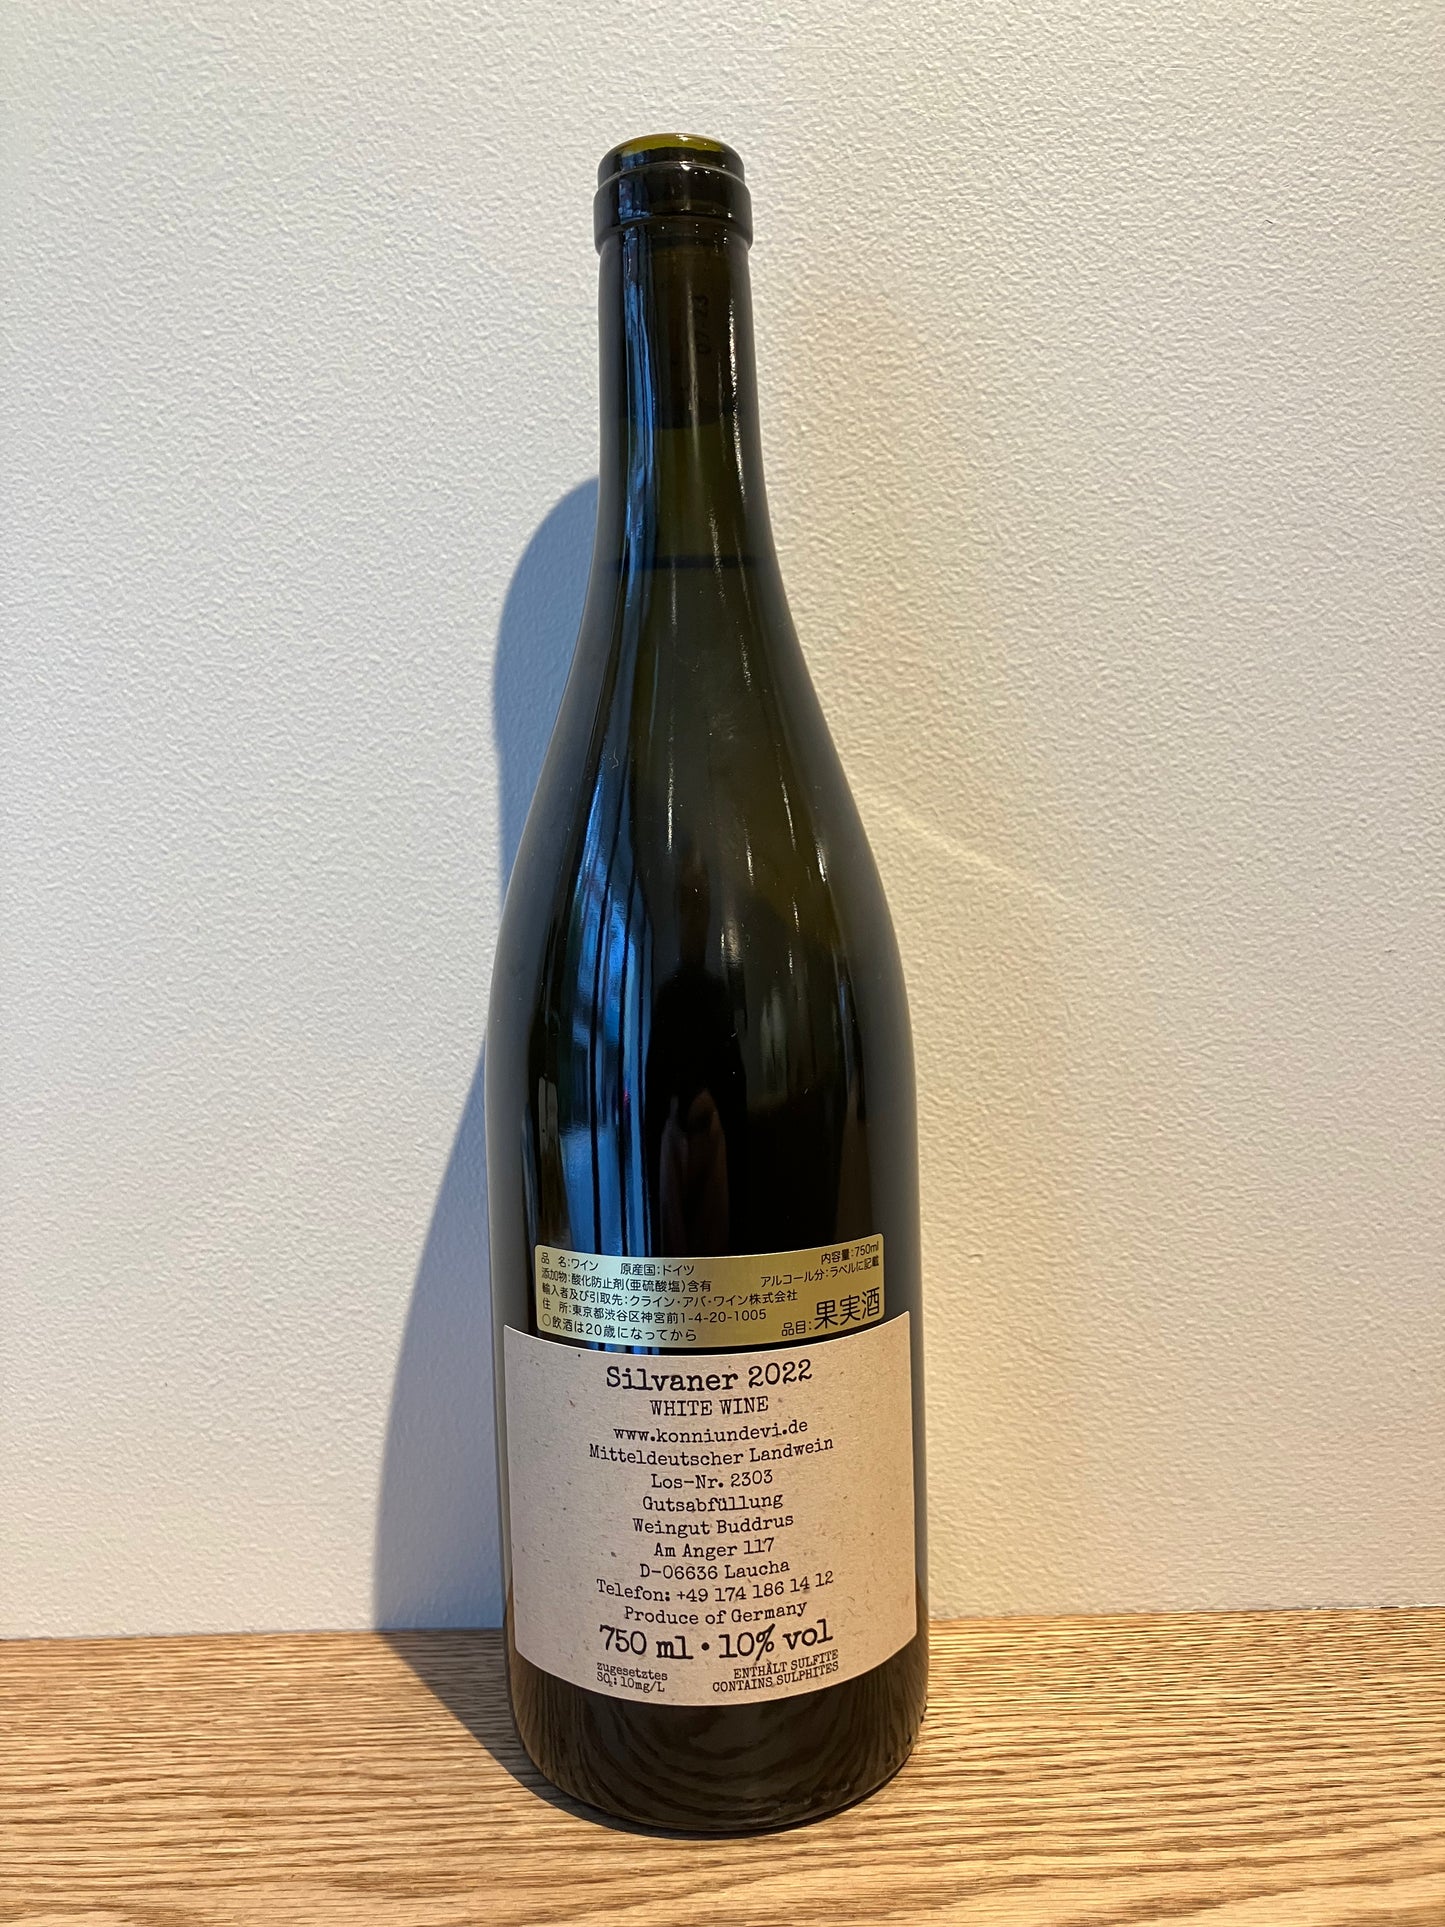 07.23
品 名:ワイン 原産国:ドイツ 内容量:750ml
添加物:酸化防止剤(亜硫酸塩)含有 アルコール分:ラベルに記載
輸入者及び引取先:クライン・アバ・ワイン株式会社
住 所:東京都渋谷区神宮前1-4-20-1005
○飲酒は20歳になってから 品目:果実酒
Silvaner 2022
WHITE WINE
www.konniundevi.de
Mitteldeutscher Landwein
Los-Nr. 2303
Gutsabfüllung
Weingut Buddrus
Am Anger 117
D-06636 Laucha
Telefon: +49 174 186 14 12
Produce of Germany
750 ml • 10% vol
zugesetztes ENTHÄLT SULFITE
SO₂: 10mg/L CONTAINS SULPHITES